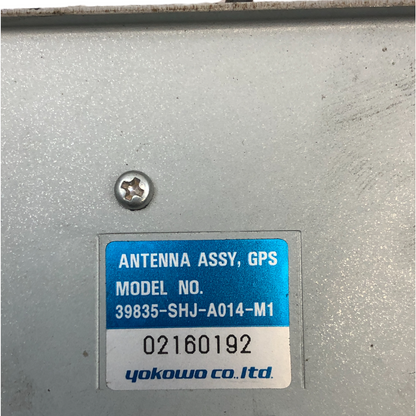 ANTENNA ASSY, GPS
MODEL NO.
39835-SHJ-A014-M1
02160192
yokowo co.,ltd.